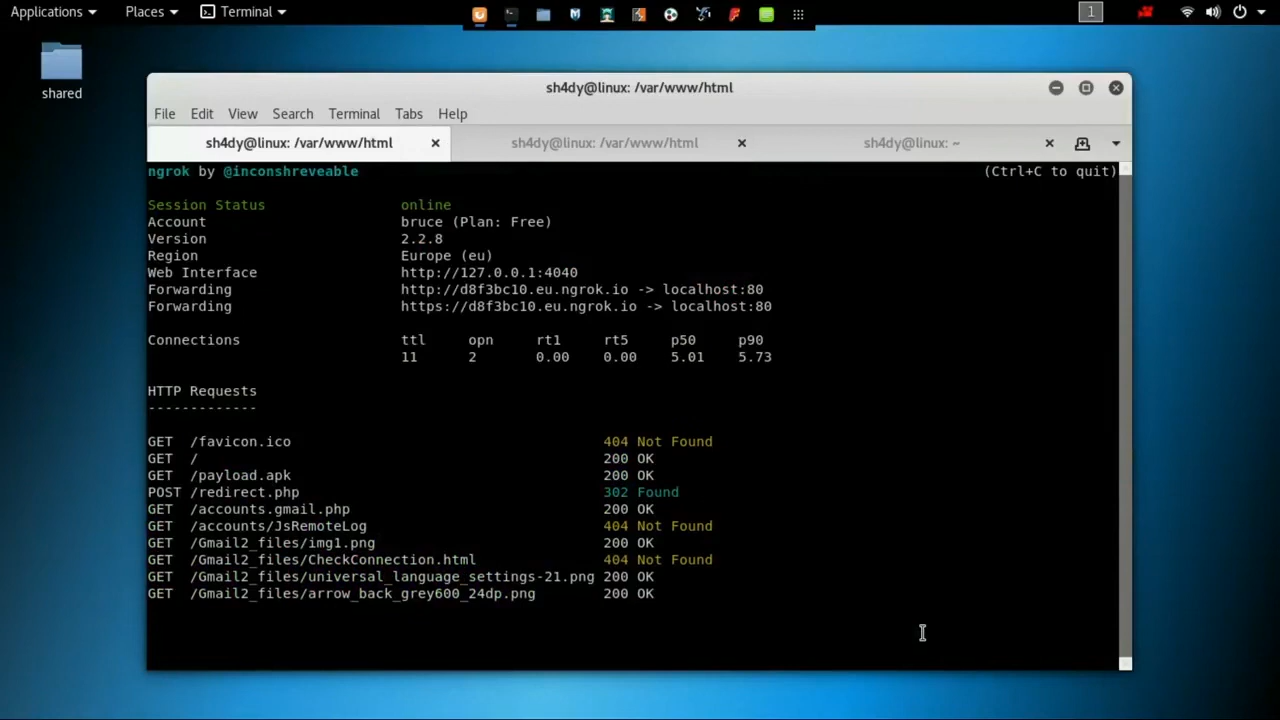 Applications Places Terminal 1
shared
sh4dy@linux: /var/www/html
File Edit View Search Terminal Tabs Help
sh4dy@linux: /var/www/html sh4dy@linux: /var/www/html sh4dy@linux: ~
ngrok by @inconshreveable (Ctrl+C to quit)
Session Status online
Account bruce (Plan: Free)
Version 2.2.8
Region Europe (eu)
Web Interface http://127.0.0.1:4040
Forwarding http://d8f3bc10.eu.ngrok.io -> localhost:80
Forwarding https://d8f3bc10.eu.ngrok.io -> localhost:80
Connections ttl opn rt1 rt5 p50 p90
11 2 0.00 0.00 5.01 5.73
HTTP Requests
-------------
GET /favicon.ico 404 Not Found
GET / 200 OK
GET /payload.apk 200 OK
POST /redirect.php 302 Found
GET /accounts.gmail.php 200 OK
GET /accounts/JsRemoteLog 404 Not Found
GET /Gmail2_files/img1.png 200 OK
GET /Gmail2_files/CheckConnection.html 404 Not Found
GET /Gmail2_files/universal_language_settings-21.png 200 OK
GET /Gmail2_files/arrow_back_grey600_24dp.png 200 OK